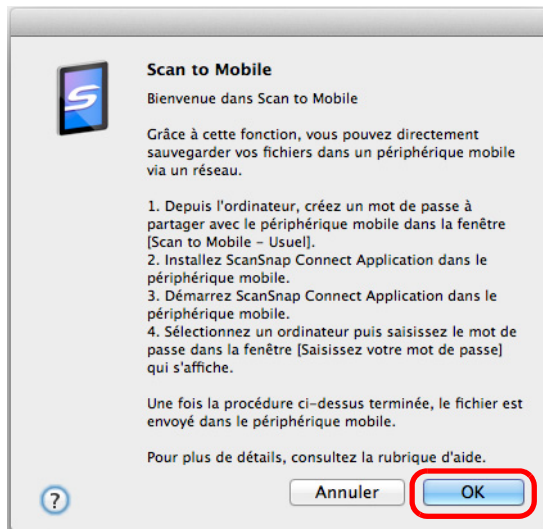 Scan to Mobile
Bienvenue dans Scan to Mobile
Grâce à cette fonction, vous pouvez directement
sauvegarder vos fichiers dans un périphérique mobile
via un réseau.
1. Depuis l'ordinateur, créez un mot de passe à
partager avec le périphérique mobile dans la fenêtre
[Scan to Mobile – Usuel].
2. Installez ScanSnap Connect Application dans le
périphérique mobile.
3. Démarrez ScanSnap Connect Application dans le
périphérique mobile.
4. Sélectionnez un ordinateur puis saisissez le mot de
passe dans la fenêtre [Saisissez votre mot de passe]
qui s'affiche.
Une fois la procédure ci-dessus terminée, le fichier est
envoyé dans le périphérique mobile.
Pour plus de détails, consultez la rubrique d'aide.
? Annuler OK